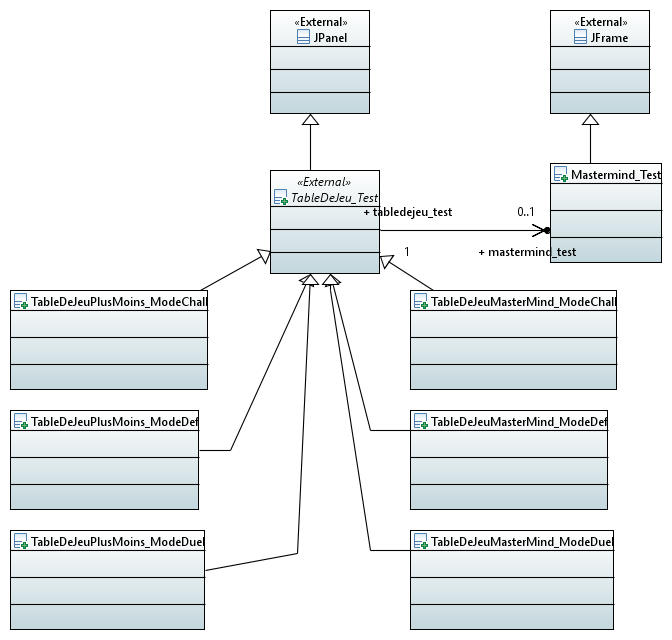 «External»
JPanel
«External»
JFrame
«External»
TableDeJeu_Test
Mastermind_Test
+ tabledejeu_test
0..1
1
+ mastermind_test
TableDeJeuPlusMoins_ModeChall
TableDeJeuMasterMind_ModeChall
TableDeJeuPlusMoins_ModeDef
TableDeJeuMasterMind_ModeDef
TableDeJeuPlusMoins_ModeDuel
TableDeJeuMasterMind_ModeDuel